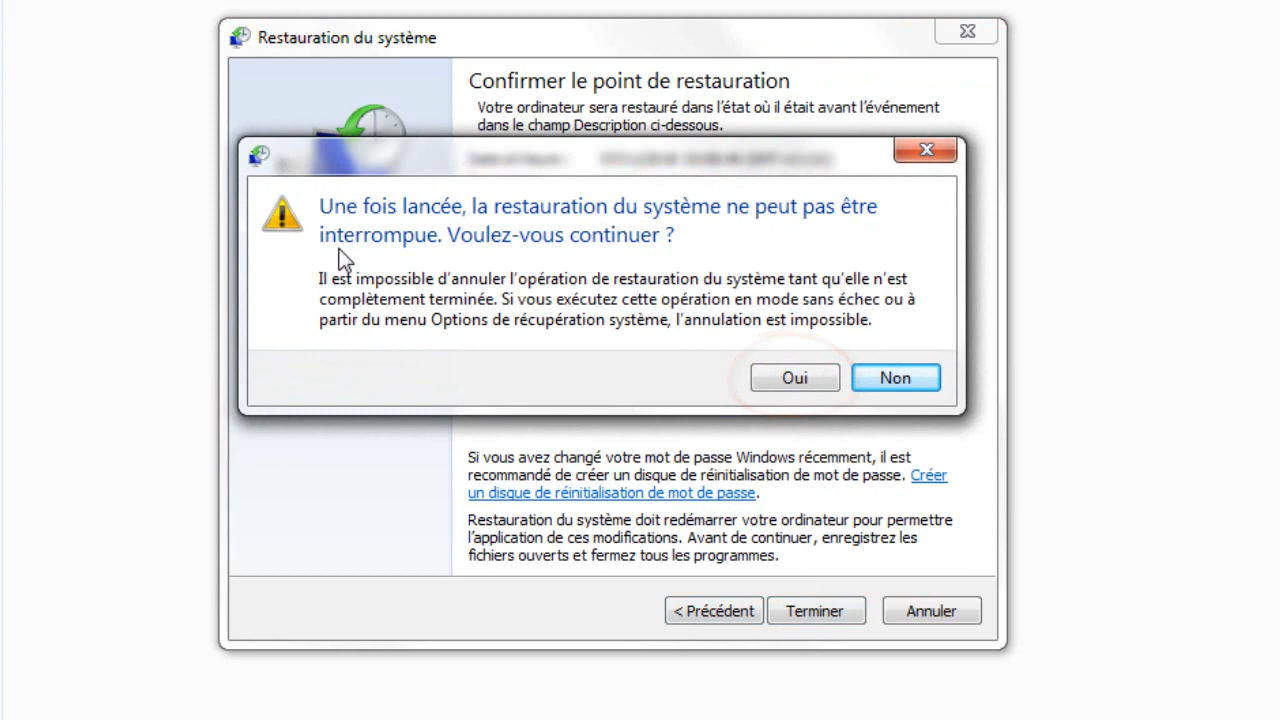 Restauration du système
Confirmer le point de restauration
Votre ordinateur sera restauré dans l'état où il était avant l'événement
dans le champ Description ci-dessous.
Une fois lancée, la restauration du système ne peut pas être
interrompue. Voulez-vous continuer ?
Il est impossible d'annuler l'opération de restauration du système tant qu'elle n'est
complètement terminée. Si vous exécutez cette opération en mode sans échec ou à
partir du menu Options de récupération système, l'annulation est impossible.
Oui Non
Si vous avez changé votre mot de passe Windows récemment, il est
recommandé de créer un disque de réinitialisation de mot de passe. Créer
un disque de réinitialisation de mot de passe.
Restauration du système doit redémarrer votre ordinateur pour permettre
l'application de ces modifications. Avant de continuer, enregistrez les
fichiers ouverts et fermez tous les programmes.
< Précédent Terminer Annuler